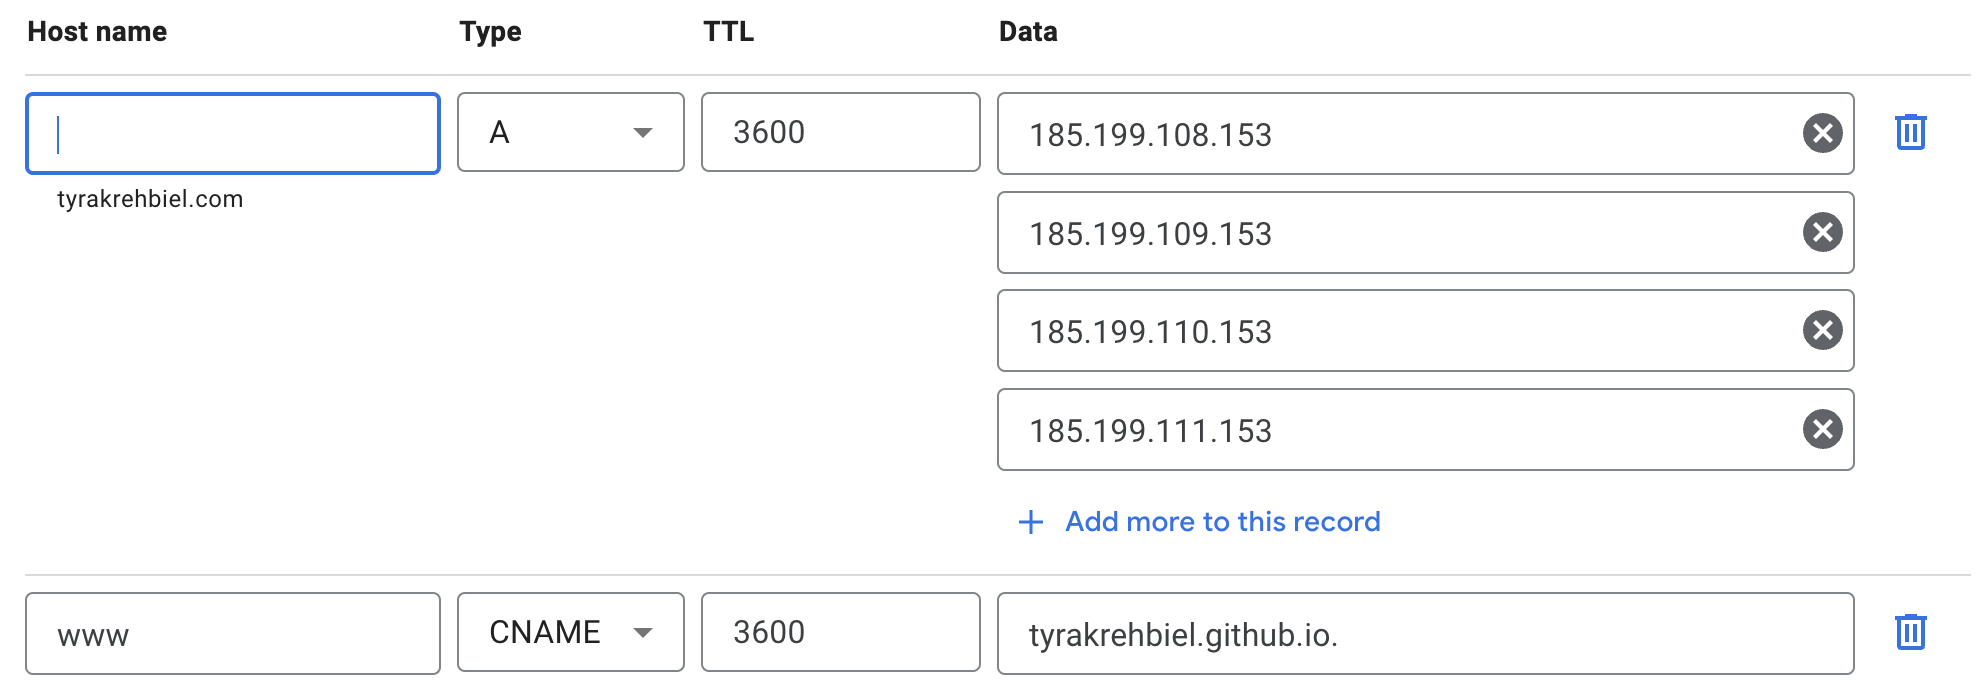 Host name Type TTL Data
A 3600 185.199.108.153
tyrakrehbiel.com
185.199.109.153
185.199.110.153
185.199.111.153
Add more to this record
www CNAME 3600 tyrakrehbiel.github.io.